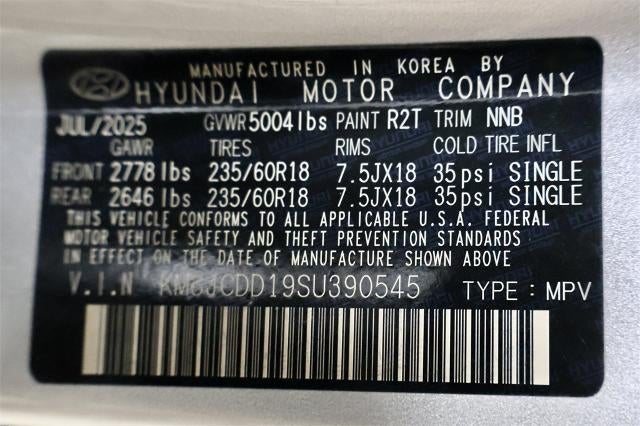 MANUFACTURED IN KOREA BY
HYUNDAI MOTOR COMPANY
JUL/2025 GVWR 5004lbs PAINT R2T TRIM NNB
GAWR TIRES RIMS COLD TIRE INFL
FRONT 2778 lbs 235/60R18 7.5JX18 35psi SINGLE
REAR 2646 lbs 235/60R18 7.5JX18 35psi SINGLE
THIS VEHICLE CONFORMS TO ALL APPLICABLE U.S.A. FEDERAL
MOTOR VEHICLE SAFETY AND THEFT PREVENTION STANDARDS
IN EFFECT ON THE DATE OF MANUFACTURE SHOWN ABOVE
V.I.N KM8JCDD19SU390545 TYPE : MPV